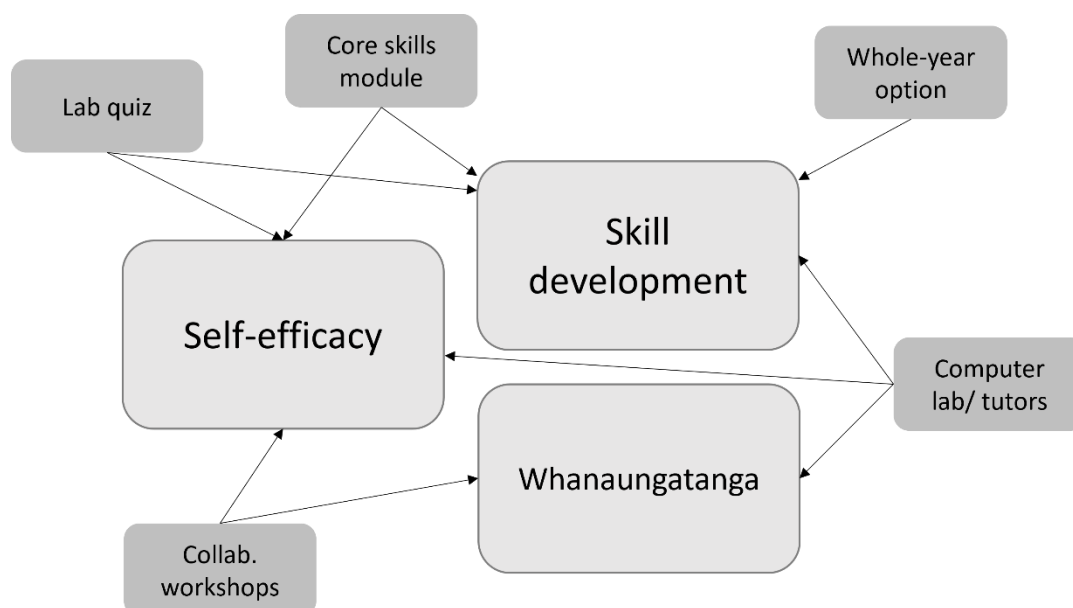 Core skills
module
Whole-year
option
Lab quiz
Skill
development
Self-efficacy
Computer
lab/ tutors
Whanaungatanga
Collab.
workshops